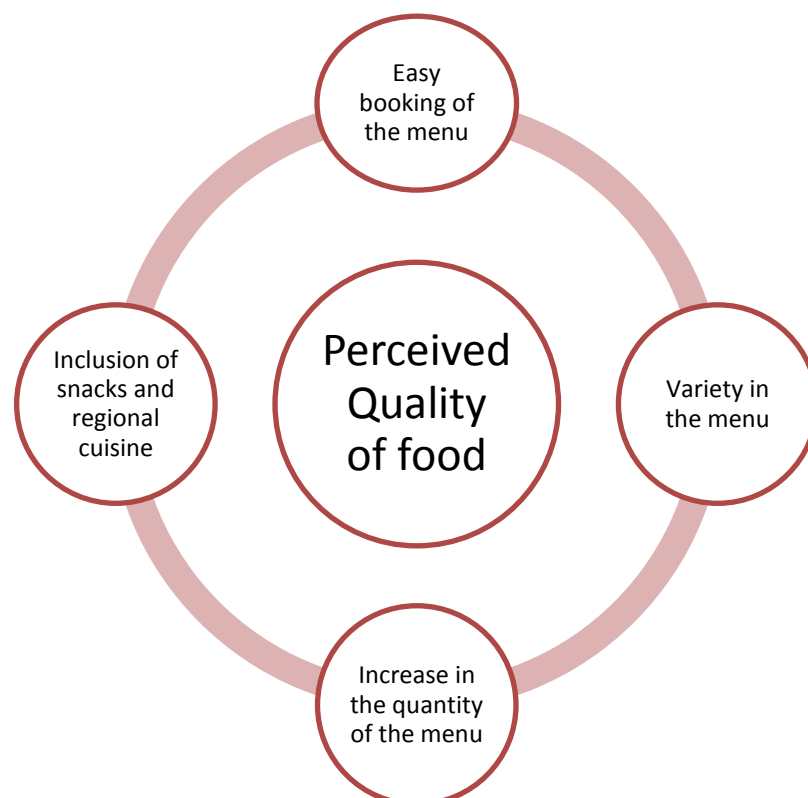 Easy
booking of
the menu
Inclusion of
snacks and
regional
cuisine
Perceived
Quality
of food
Variety in
the menu
Increase in
the quantity
of the menu